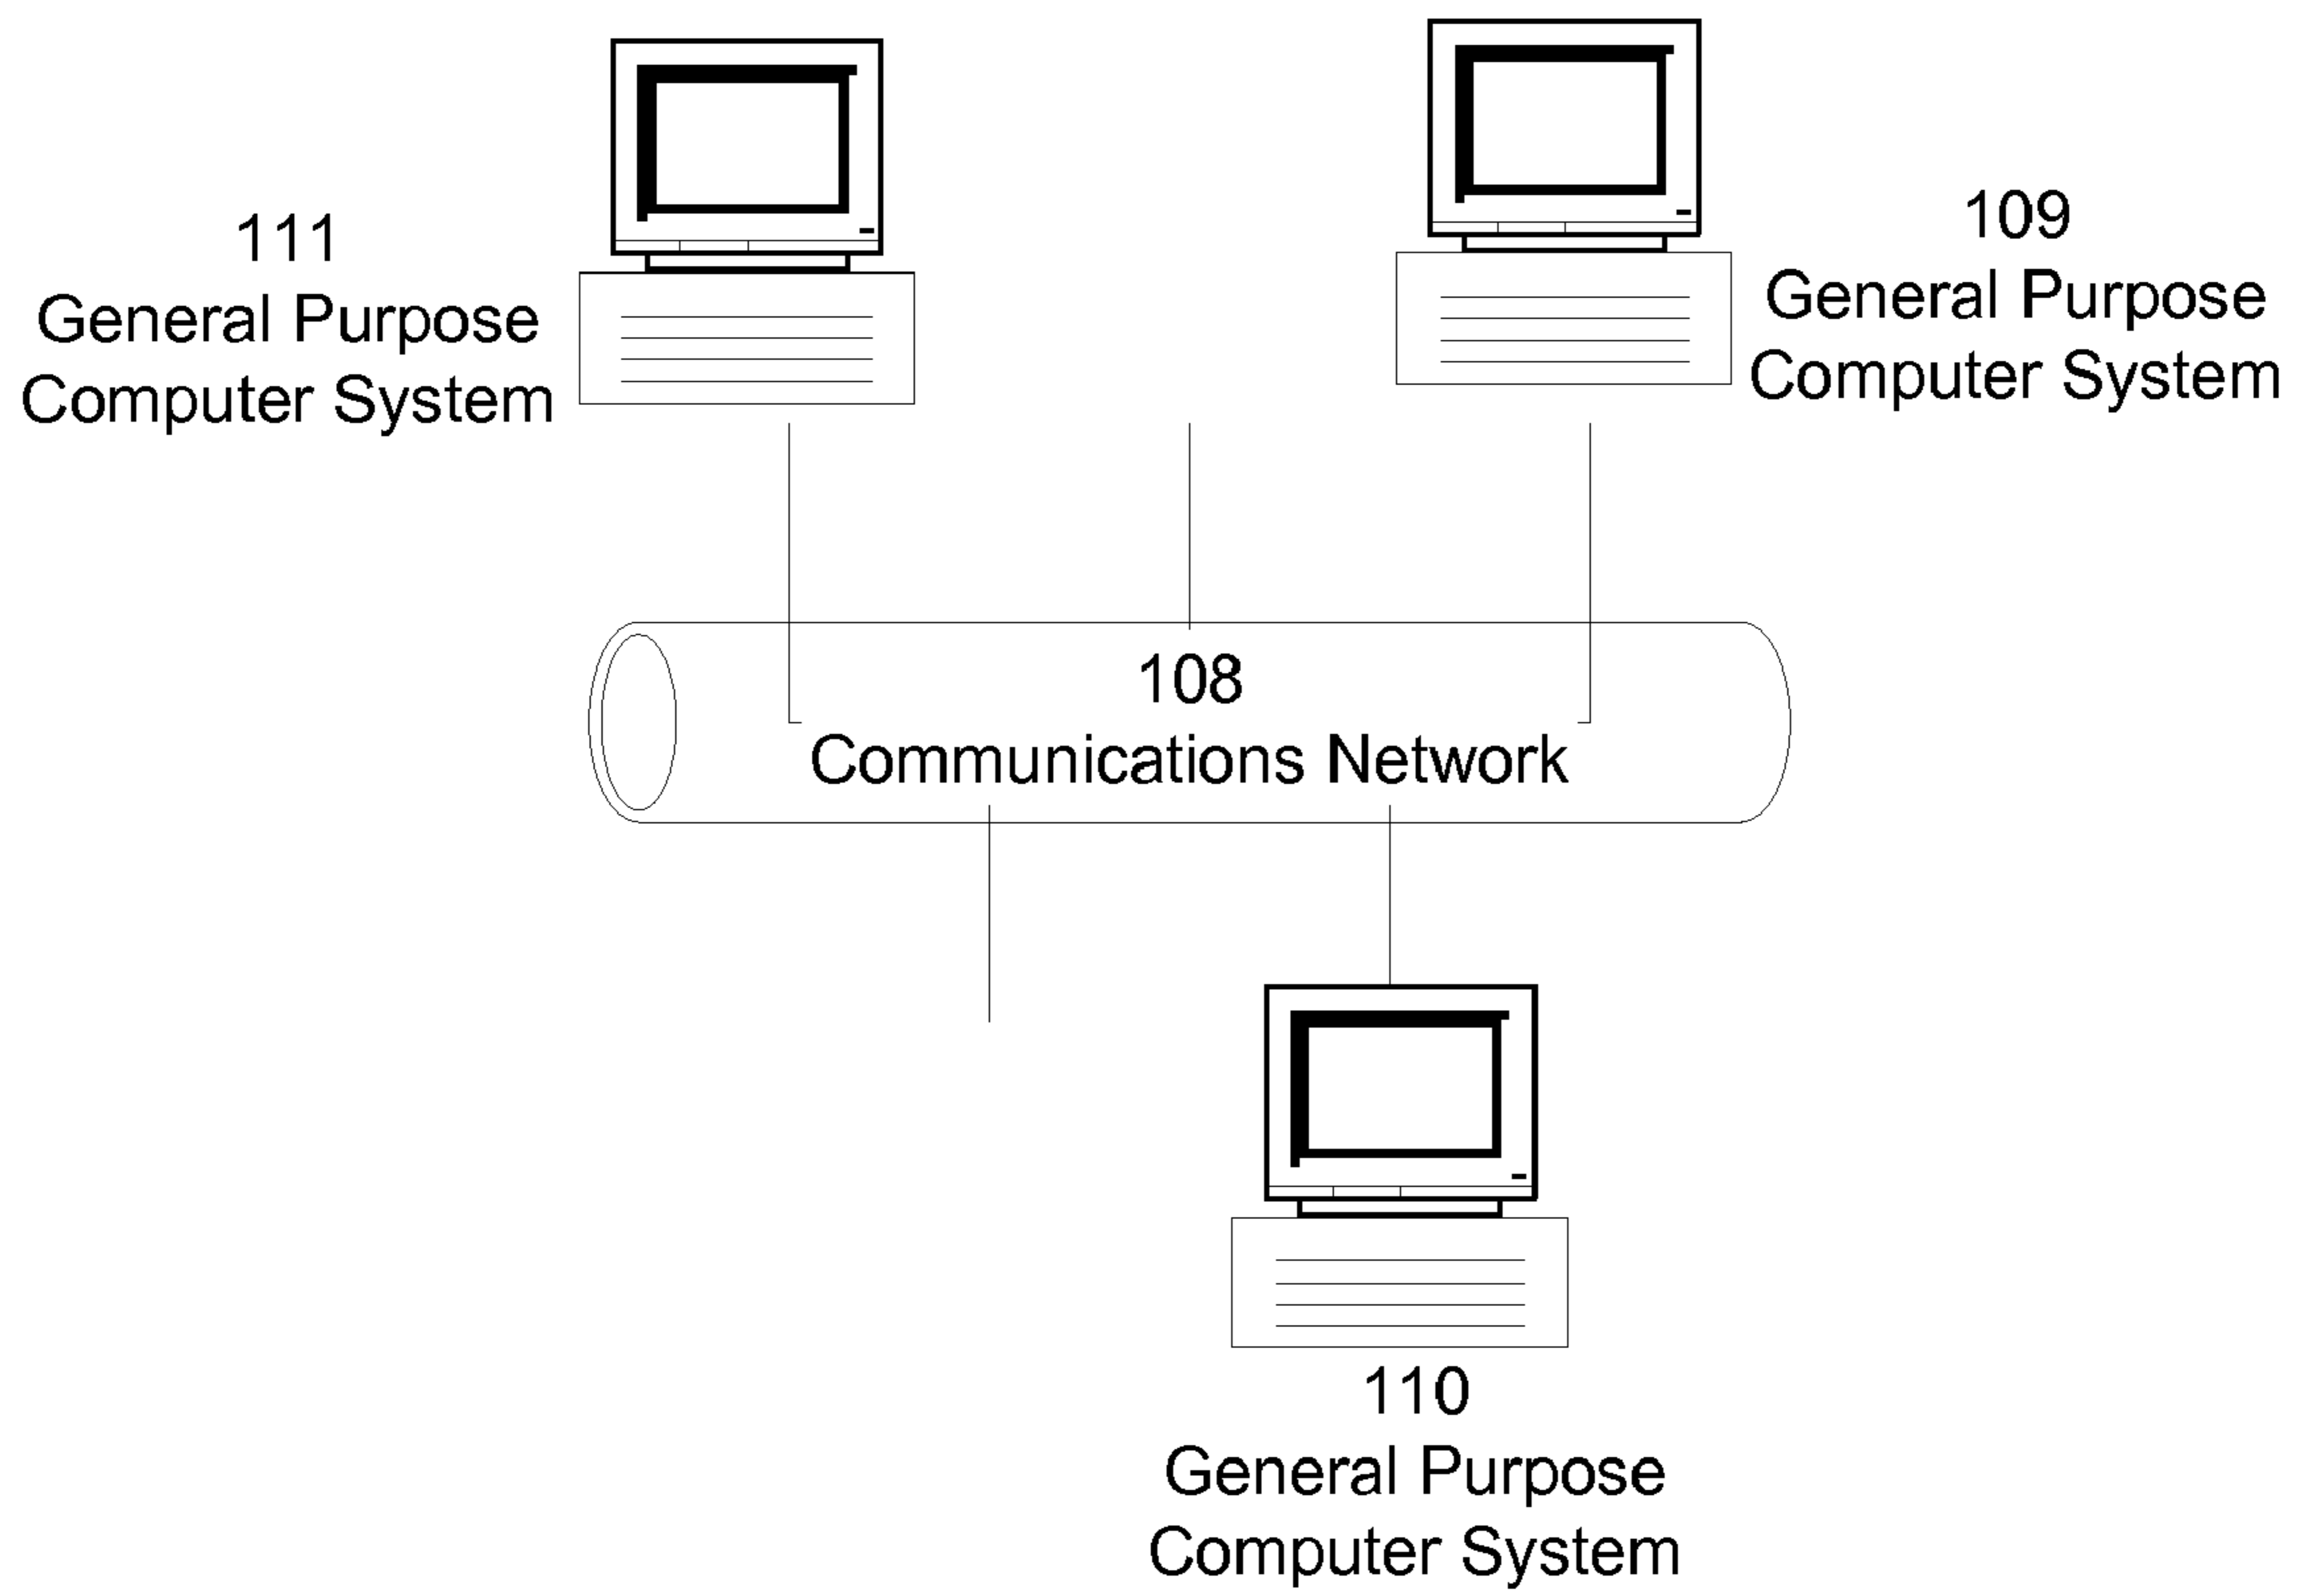 111
General Purpose
Computer System
109
General Purpose
Computer System
108
Communications Network
110
General Purpose
Computer System